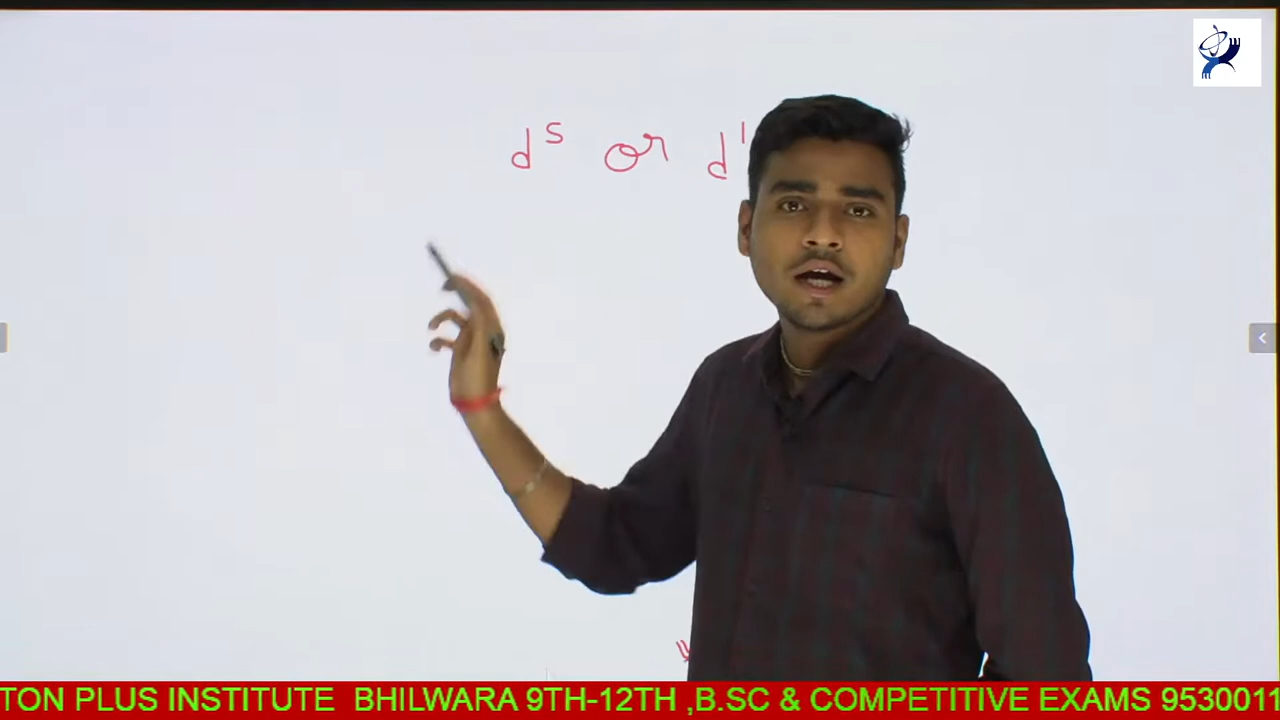 d⁵ or d¹
TON PLUS INSTITUTE BHILWARA 9TH-12TH ,B.SC & COMPETITIVE EXAMS 9530011